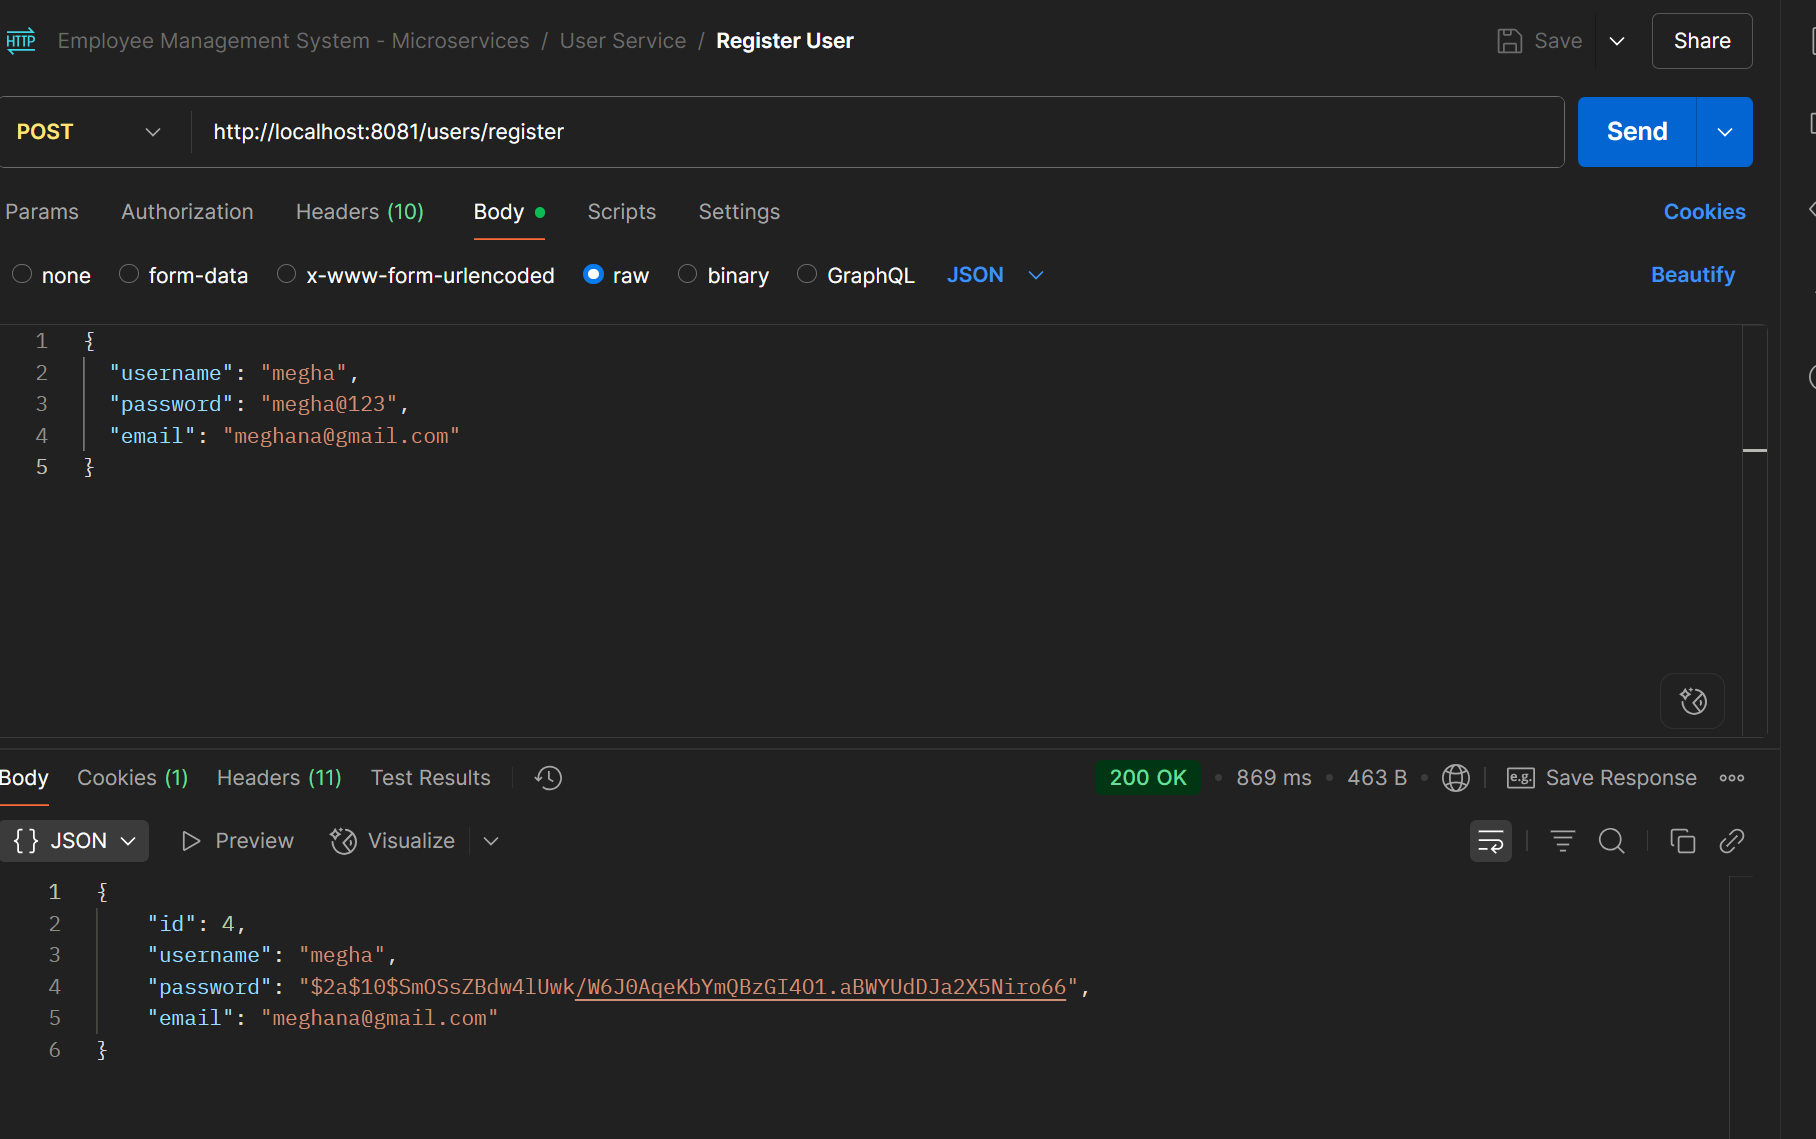 HTTP Employee Management System - Microservices / User Service / Register User Save Share
POST http://localhost:8081/users/register Send
Params Authorization Headers (10) Body Scripts Settings Cookies
none form-data x-www-form-urlencoded raw binary GraphQL JSON Beautify
1 {
2 "username": "megha",
3 "password": "megha@123",
4 "email": "meghana@gmail.com"
5 }
Body Cookies (1) Headers (11) Test Results 200 OK • 869 ms • 463 B • e.g. Save Response
{} JSON Preview Visualize
1 {
2 "id": 4,
3 "username": "megha",
4 "password": "$2a$10$SmOSsZBdw4lUwk/W6J0AqeKbYmQBzGI4O1.aBWYUdDJa2X5Niro66",
5 "email": "meghana@gmail.com"
6 }